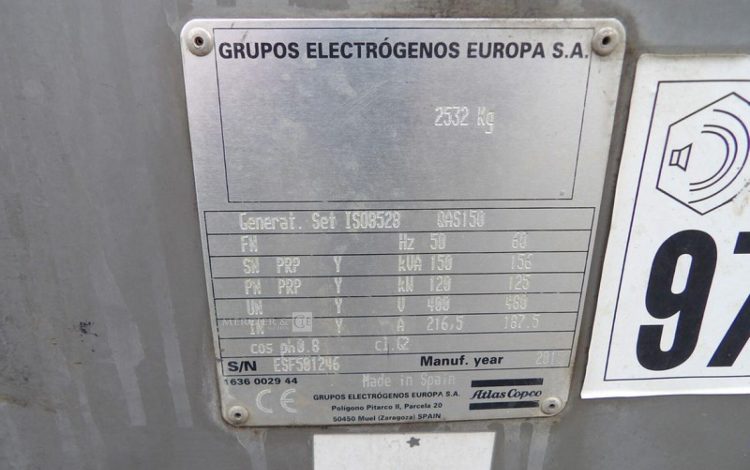 GRUPOS ELECTRÓGENOS EUROPA S.A.
2532 Kg
Generat. Set ISO8528 QAS150
FN Hz 50 60
SN PRP Y kVA 150 156
PN PRP Y kW 120 125
UN Y V 400 480
Y A 216,5 187.5
cos ph0.8 cl.G2
S/N ESF501246 Manuf. year
1636 0029 44
Made in Spain
CE
GRUPOS ELECTRÓGENOS EUROPA S.A.
Polígono Pitarco II, Parcela 20
50450 Muel (Zaragoza) SPAIN
Atlas Copco
97